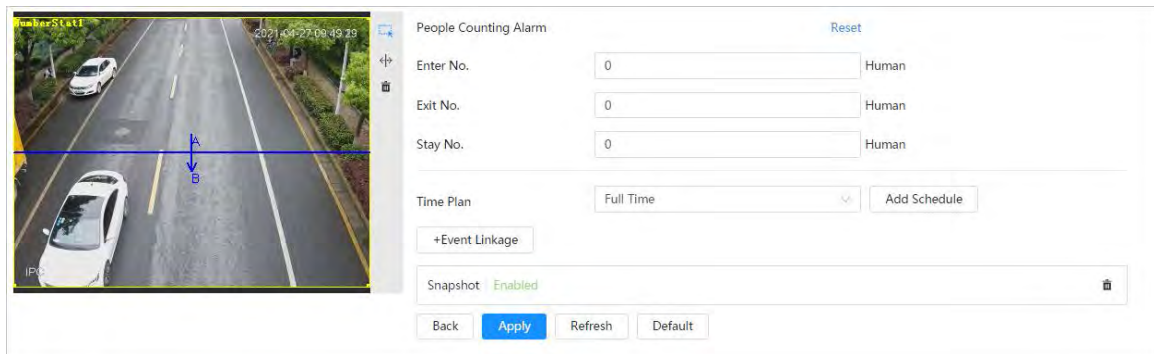 NumberStat1
2021-04-27 09:49:29
A
B
IPC
People Counting Alarm Reset
Enter No. 0 Human
Exit No. 0 Human
Stay No. 0 Human
Time Plan Full Time Add Schedule
+Event Linkage
Snapshot Enabled
Back Apply Refresh Default